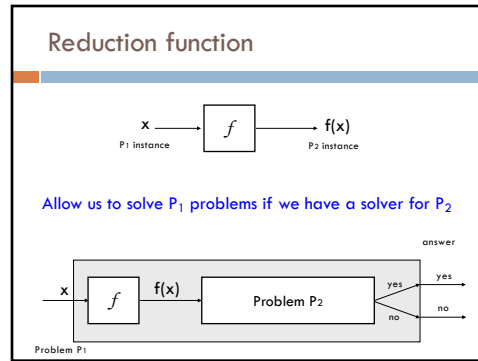 Reduction function
x f f(x)
P1 instance P2 instance
Allow us to solve P1 problems if we have a solver for P2
answer
x f f(x) Problem P2 yes yes
no no
Problem P1